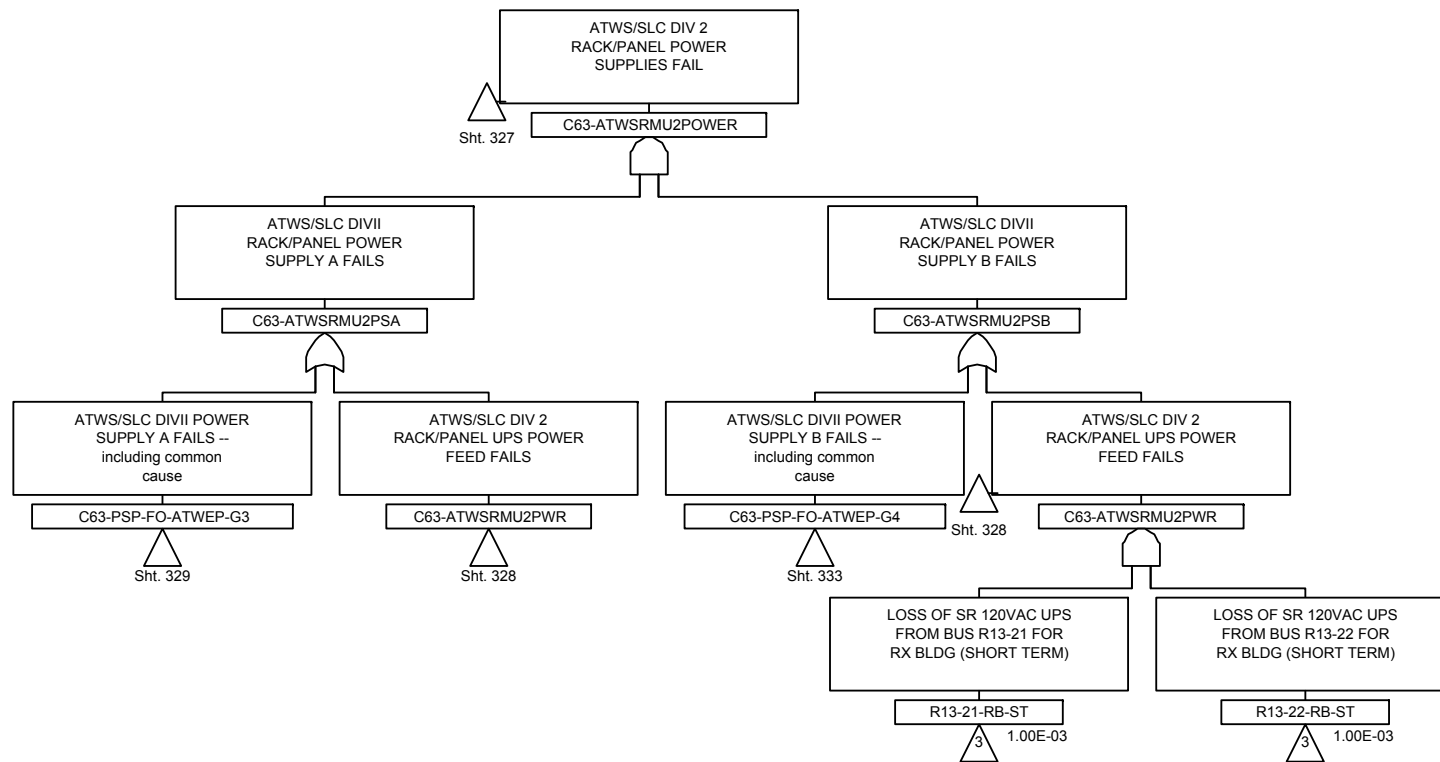 ATWS/SLC DIV 2
RACK/PANEL POWER
SUPPLIES FAIL
Sht. 327
C63-ATWSRMU2POWER
ATWS/SLC DIVII
RACK/PANEL POWER
SUPPLY A FAILS
C63-ATWSRMU2PSA
ATWS/SLC DIVII
RACK/PANEL POWER
SUPPLY B FAILS
C63-ATWSRMU2PSB
ATWS/SLC DIVII POWER
SUPPLY A FAILS --
including common
cause
C63-PSP-FO-ATWEP-G3
Sht. 329
ATWS/SLC DIV 2
RACK/PANEL UPS POWER
FEED FAILS
C63-ATWSRMU2PWR
Sht. 328
ATWS/SLC DIVII POWER
SUPPLY B FAILS --
including common
cause
C63-PSP-FO-ATWEP-G4
Sht. 333
ATWS/SLC DIV 2
RACK/PANEL UPS POWER
FEED FAILS
Sht. 328
C63-ATWSRMU2PWR
LOSS OF SR 120VAC UPS
FROM BUS R13-21 FOR
RX BLDG (SHORT TERM)
R13-21-RB-ST
3
1.00E-03
LOSS OF SR 120VAC UPS
FROM BUS R13-22 FOR
RX BLDG (SHORT TERM)
R13-22-RB-ST
3
1.00E-03